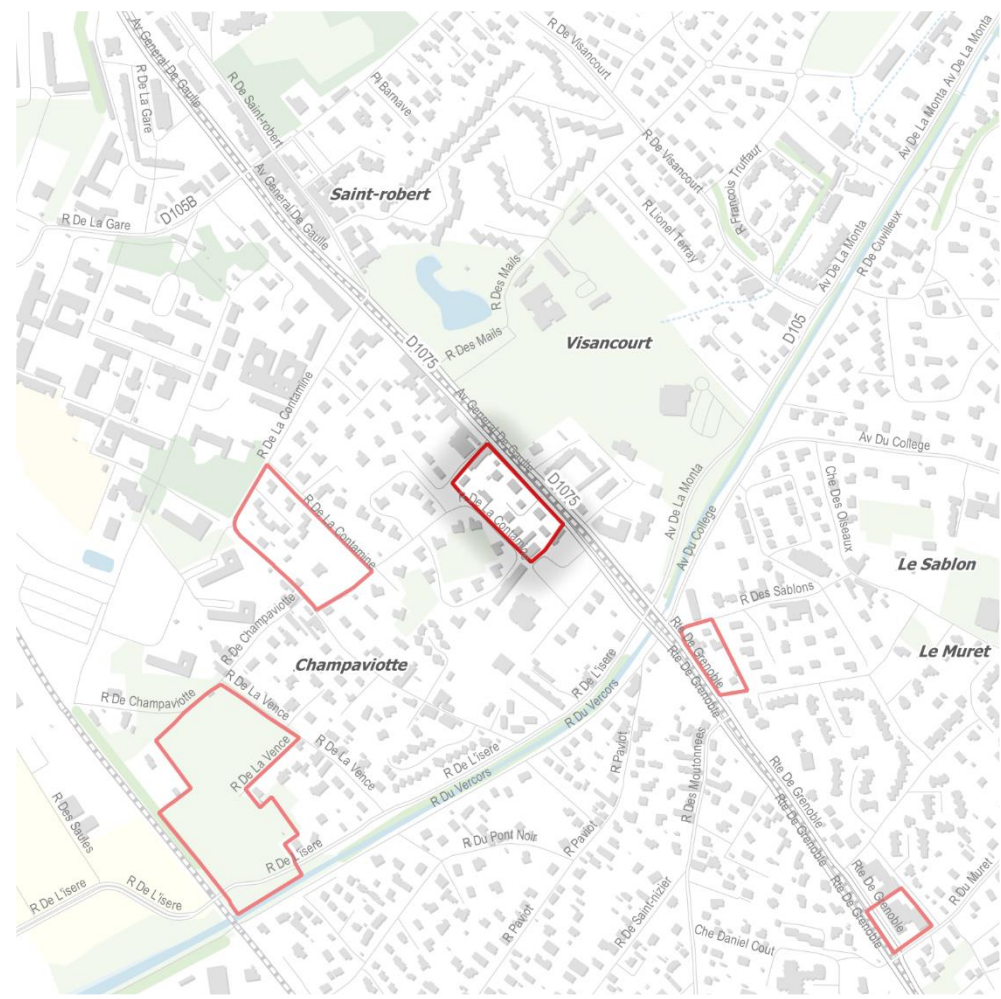 Av General De Gaulle
R De La Gare
R De Saint-robert
Pl Barnave
R De Visancourt
Av De La Monta
Av De La Monta
Av General De Gaulle
D105B
R De La Gare
Saint-robert
R De Visancourt
R Francois Truffaut
R Lionel Terray
R De Cuvilleux
Av De La Monta
R Des Mails
R Des Mails
D1075
Visancourt
D105
R De La Contamine
Av General De Gaulle
D1075
R De La Contamine
R De La Contamine
Av De La Monta
Av Du College
Av Du College
Che Des Oiseaux
Le Sablon
R Des Sablons
Le Muret
R De Champaviotte
Champaviotte
R De Champaviotte
R De La Vence
R De La Vence
R De La Vence
R De L'isere
R Du Vercors
Rte De Grenoble
Rte De Grenoble
R De L'isere
R Du Vercors
R Paviot
R Des Moutonnees
Rte De Grenoble
Rte De Grenoble
R Des Saules
R De L'isere
R De L'isere
R De L'isere
R Du Pont Noir
R Paviot
R Paviot
R De Saint-nizier
Che Daniel Cout
Rte De Grenoble
Rte De Grenoble
R Du Muret